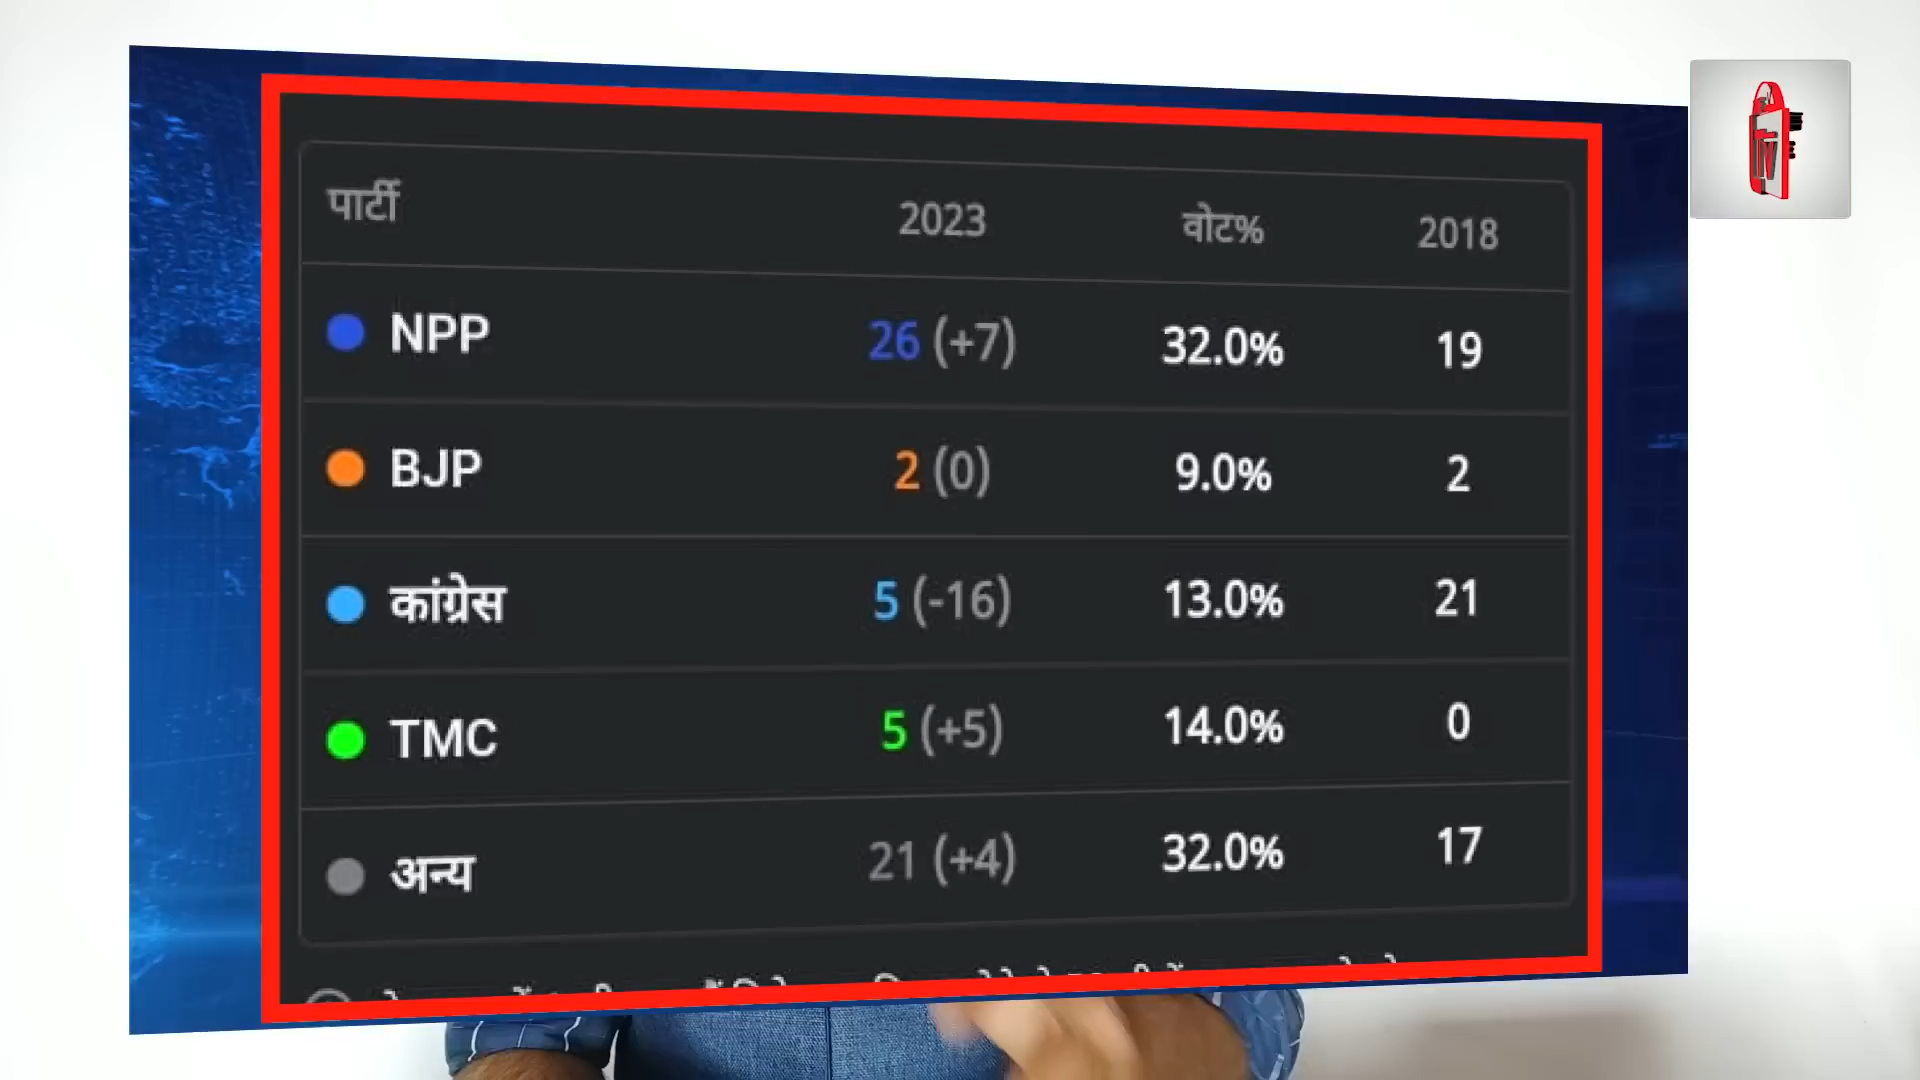 पार्टी 2023 वोट% 2018
NPP 26 (+7) 32.0% 19
BJP 2 (0) 9.0% 2
कांग्रेस 5 (-16) 13.0% 21
TMC 5 (+5) 14.0% 0
अन्य 21 (+4) 32.0% 17